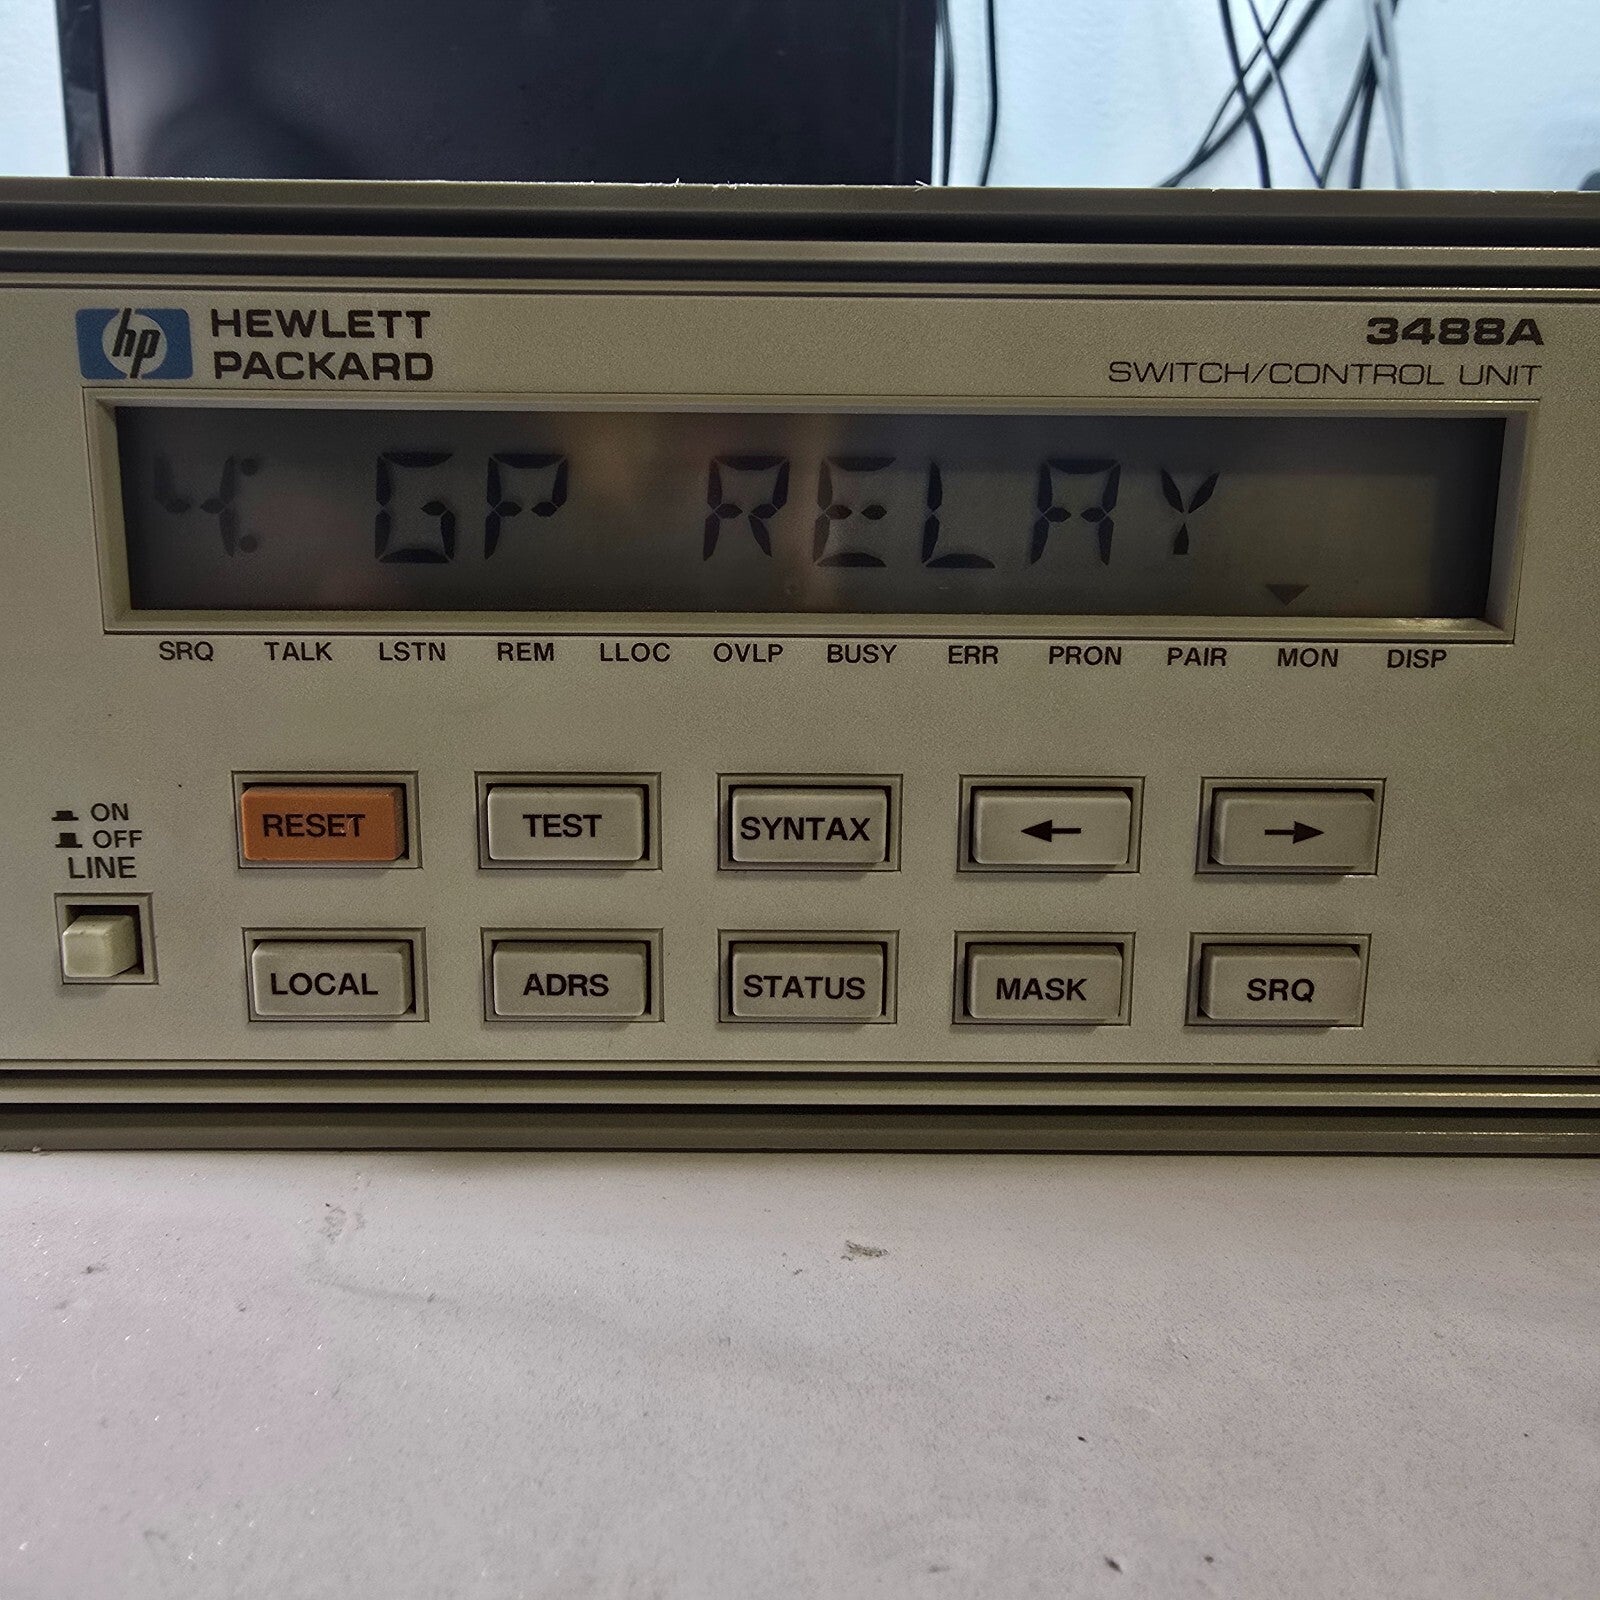 hp HEWLETT PACKARD
3488A
SWITCH/CONTROL UNIT
4: GP RELAY
SRQ TALK LSTN REM LLOC OVLP BUSY ERR PRON PAIR MON DISP
ON
OFF
LINE
RESET TEST SYNTAX ← →
LOCAL ADRS STATUS MASK SRQ